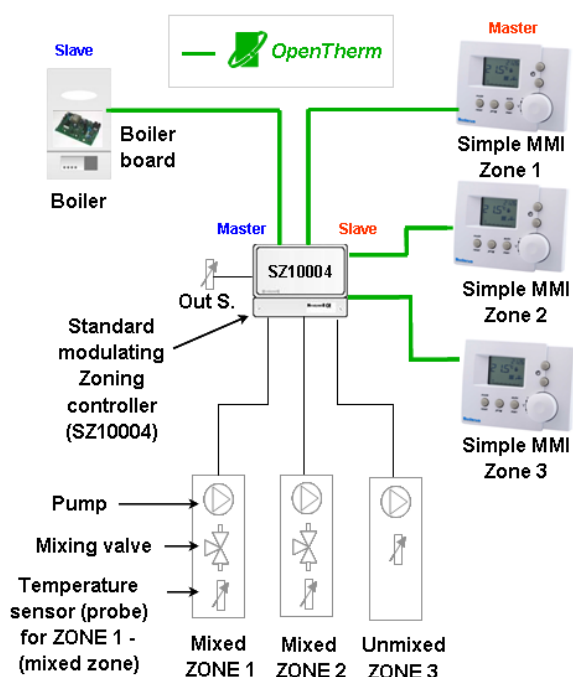 OpenTherm
Slave
Master
Boiler
board
Boiler
Simple MMI
Zone 1
Master
Slave
SZ10004
Out S.
Simple MMI
Zone 2
Standard
modulating
Zoning
controller
(SZ10004)
Simple MMI
Zone 3
Pump
Mixing valve
Temperature
sensor (probe)
for ZONE 1 -
(mixed zone)
Mixed
ZONE 1
Mixed
ZONE 2
Unmixed
ZONE 3